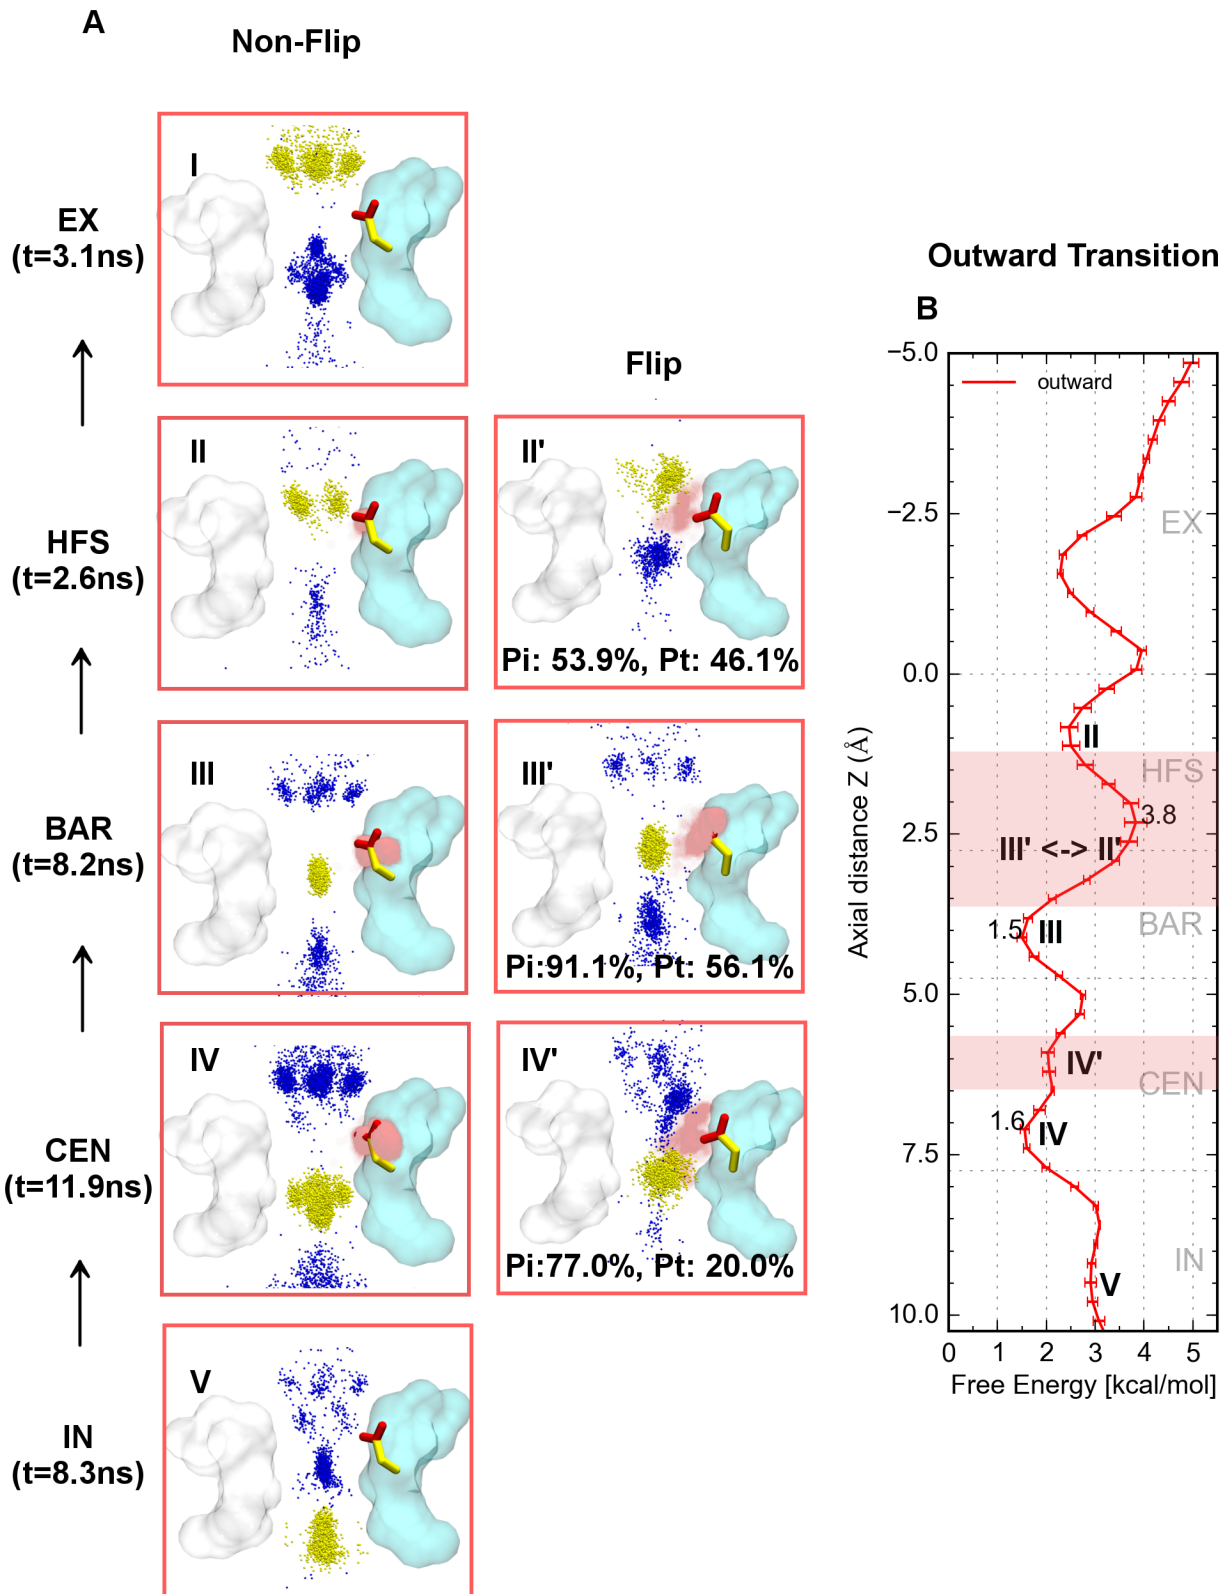 A
Non-Flip
I
EX
(t=3.1ns)
Flip
II
II'
HFS
(t=2.6ns)
Pi: 53.9%, Pt: 46.1%
III
III'
BAR
(t=8.2ns)
Pi:91.1%, Pt: 56.1%
IV
IV'
CEN
(t=11.9ns)
Pi:77.0%, Pt: 20.0%
V
IN
(t=8.3ns)
Outward Transition
B
−5.0
outward
−2.5
EX
0.0
II
HFS
3.8
2.5
III' <-> II'
1.5
III
BAR
5.0
IV'
CEN
1.6
IV
7.5
IN
V
10.0
0 1 2 3 4 5
Free Energy [kcal/mol]
Axial distance Z (Å)